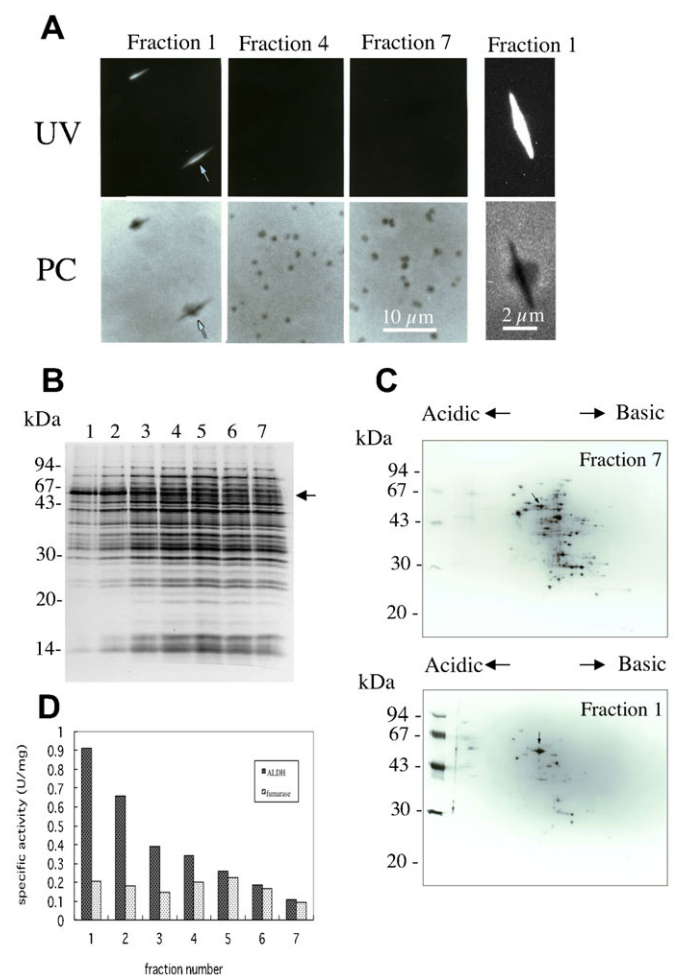 A
Fraction 1 Fraction 4 Fraction 7 Fraction 1
UV
PC
10 µm
2 µm
B
kDa
1 2 3 4 5 6 7
94-
67-
43-
30-
20-
14-
C
Acidic ← → Basic
kDa
Fraction 7
94 -
67 -
43 -
30 -
20 -
Acidic ← → Basic
kDa
Fraction 1
94 -
67 -
43 -
30 -
20 -
D
specific activity (U/mg)
1
0.9
0.8
0.7
0.6
0.5
0.4
0.3
0.2
0.1
0
ALDH
fumarase
1 2 3 4 5 6 7
fraction number